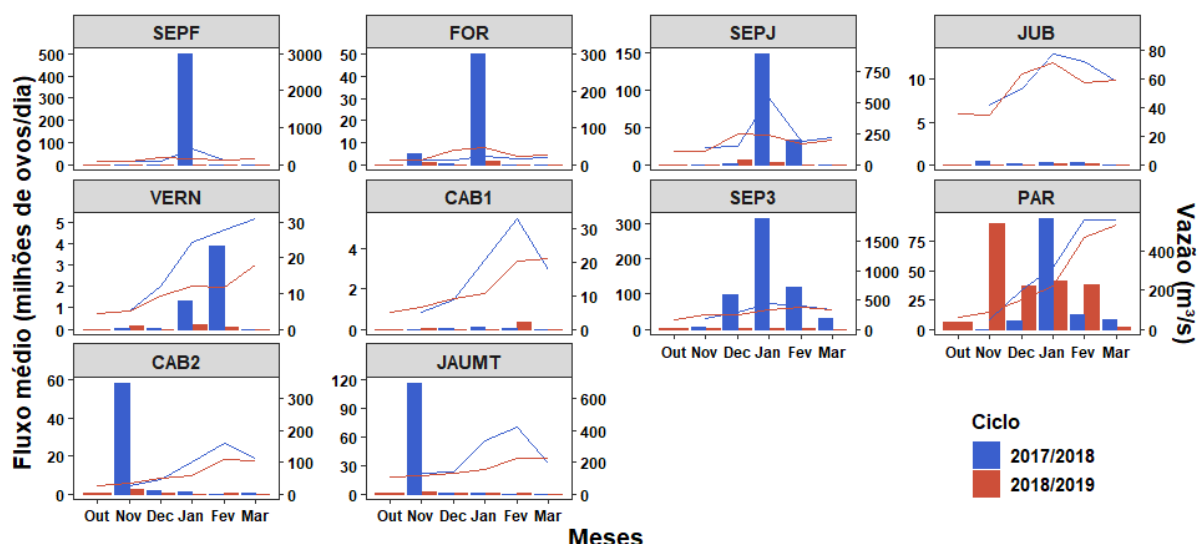 SEPF FOR SEPJ JUB
500 400 300 200 100 0 3000 2000 1000 0
50 40 30 20 10 0 300 200 100 0
150 100 50 0 750 500 250 0
10 5 0 80 60 40 20 0
VERN CAB1 SEP3 PAR
5 4 3 2 1 0 30 20 10 0
4 2 0 30 20 10 0
300 200 100 0 1500 1000 500 0
75 50 25 0 400 200 0
Out Nov Dec Jan Fev Mar Out Nov Dec Jan Fev Mar
CAB2 JAUMT
60 40 20 0 300 200 100 0
120 90 60 30 0 600 400 200 0
Out Nov Dec Jan Fev Mar Out Nov Dec Jan Fev Mar
Fluxo médio (milhões de ovos/dia)
Vazão (m³/s)
Meses
Ciclo
2017/2018
2018/2019